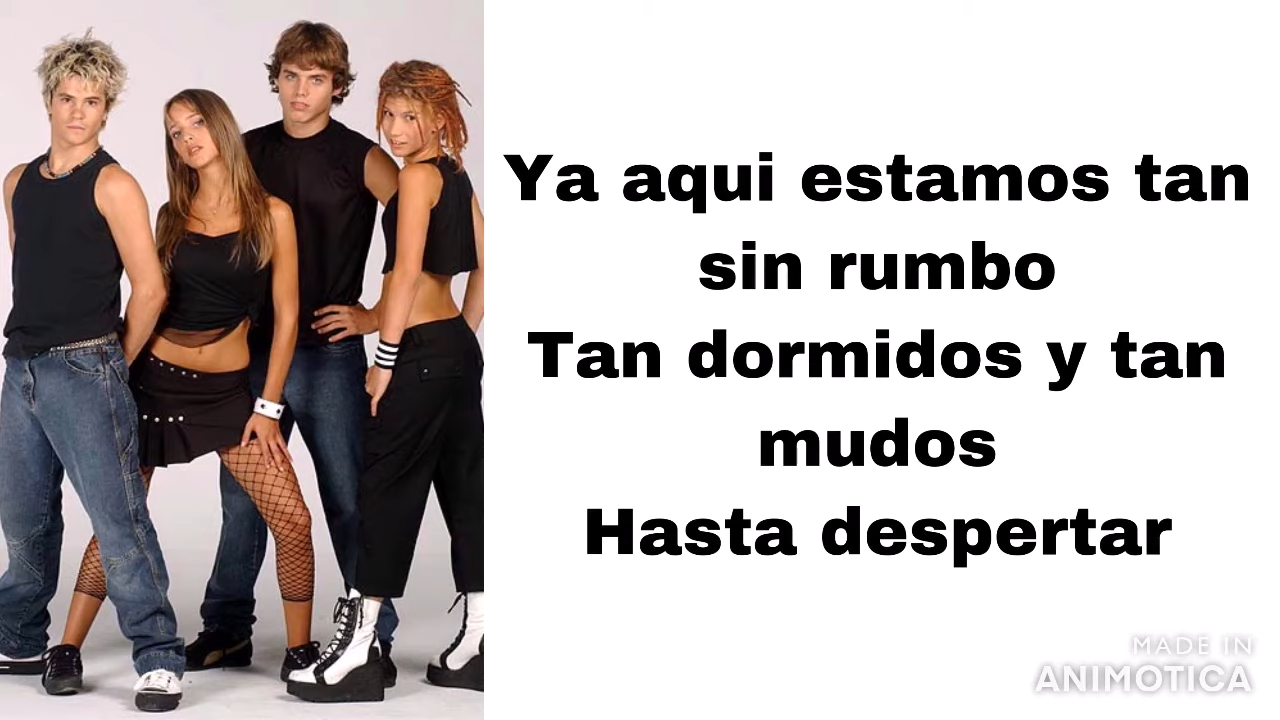 Ya aqui estamos tan
sin rumbo
Tan dormidos y tan
mudos
Hasta despertar
MADE IN
ANIMOTICA